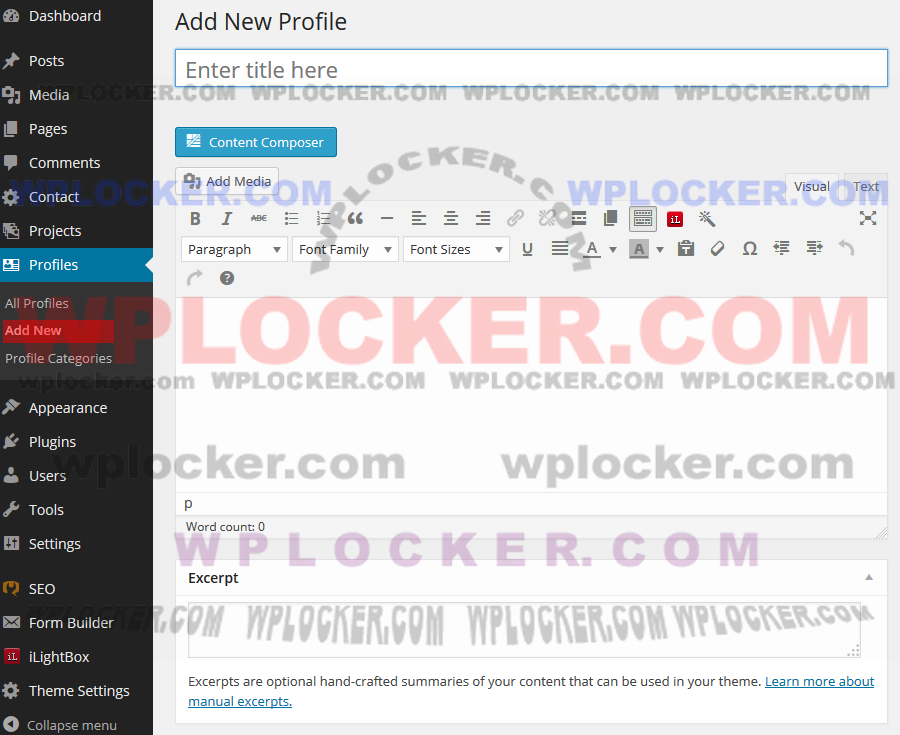 Dashboard
Posts
Media
Pages
Comments
Contact
Projects
Profiles
All Profiles
Add New
Profile Categories
Appearance
Plugins
Users
Tools
Settings
SEO
Form Builder
iL iLightBox
Theme Settings
Collapse menu
Add New Profile
Enter title here
WPLOCKER.COM WPLOCKER.COM WPLOCKER.COM WPLOCKER.COM
Content Composer
WPLOCKER.COM
Add Media
Visual Text
WPLOCKER.COM WPLOCKER.COM
B I ABC iL
Paragraph Font Family Font Sizes U A A Ω
?
WPLOCKER.COM
wplocker.com WPLOCKER.COM WPLOCKER.COM WPLOCKER.COM
wplocker.com wplocker.com
p
Word count: 0
WPLOCKER.COM
Excerpt
WPLOCKER.COM WPLOCKER.COM WPLOCKER.COM WPLOCKER.COM
Excerpts are optional hand-crafted summaries of your content that can be used in your theme. Learn more about
manual excerpts.